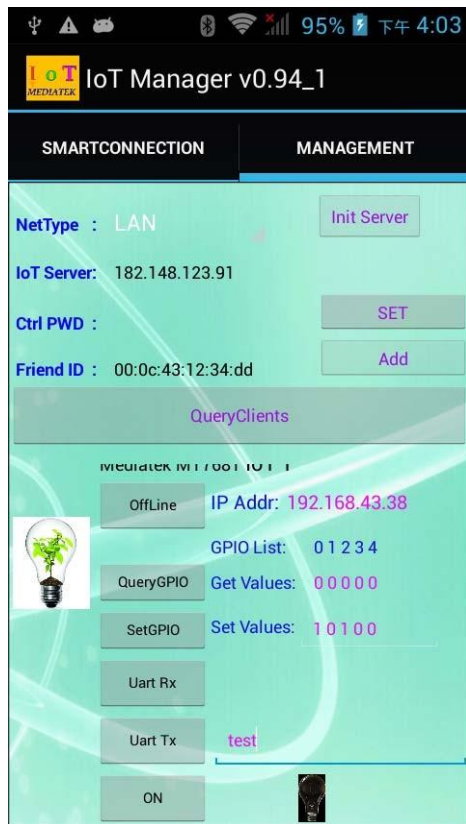 95% 下午 4:03
IoT MEDIATEK IoT Manager v0.94_1
SMARTCONNECTION MANAGEMENT
NetType : LAN Init Server
IoT Server: 182.148.123.91
Ctrl PWD : SET
Friend ID : 00:0c:43:12:34:dd Add
QueryClients
Mediatek MT7681 IOT
OffLine IP Addr: 192.168.43.38
GPIO List: 0 1 2 3 4
QueryGPIO Get Values: 0 0 0 0 0
SetGPIO Set Values: 1 0 1 0 0
Uart Rx
Uart Tx test
ON